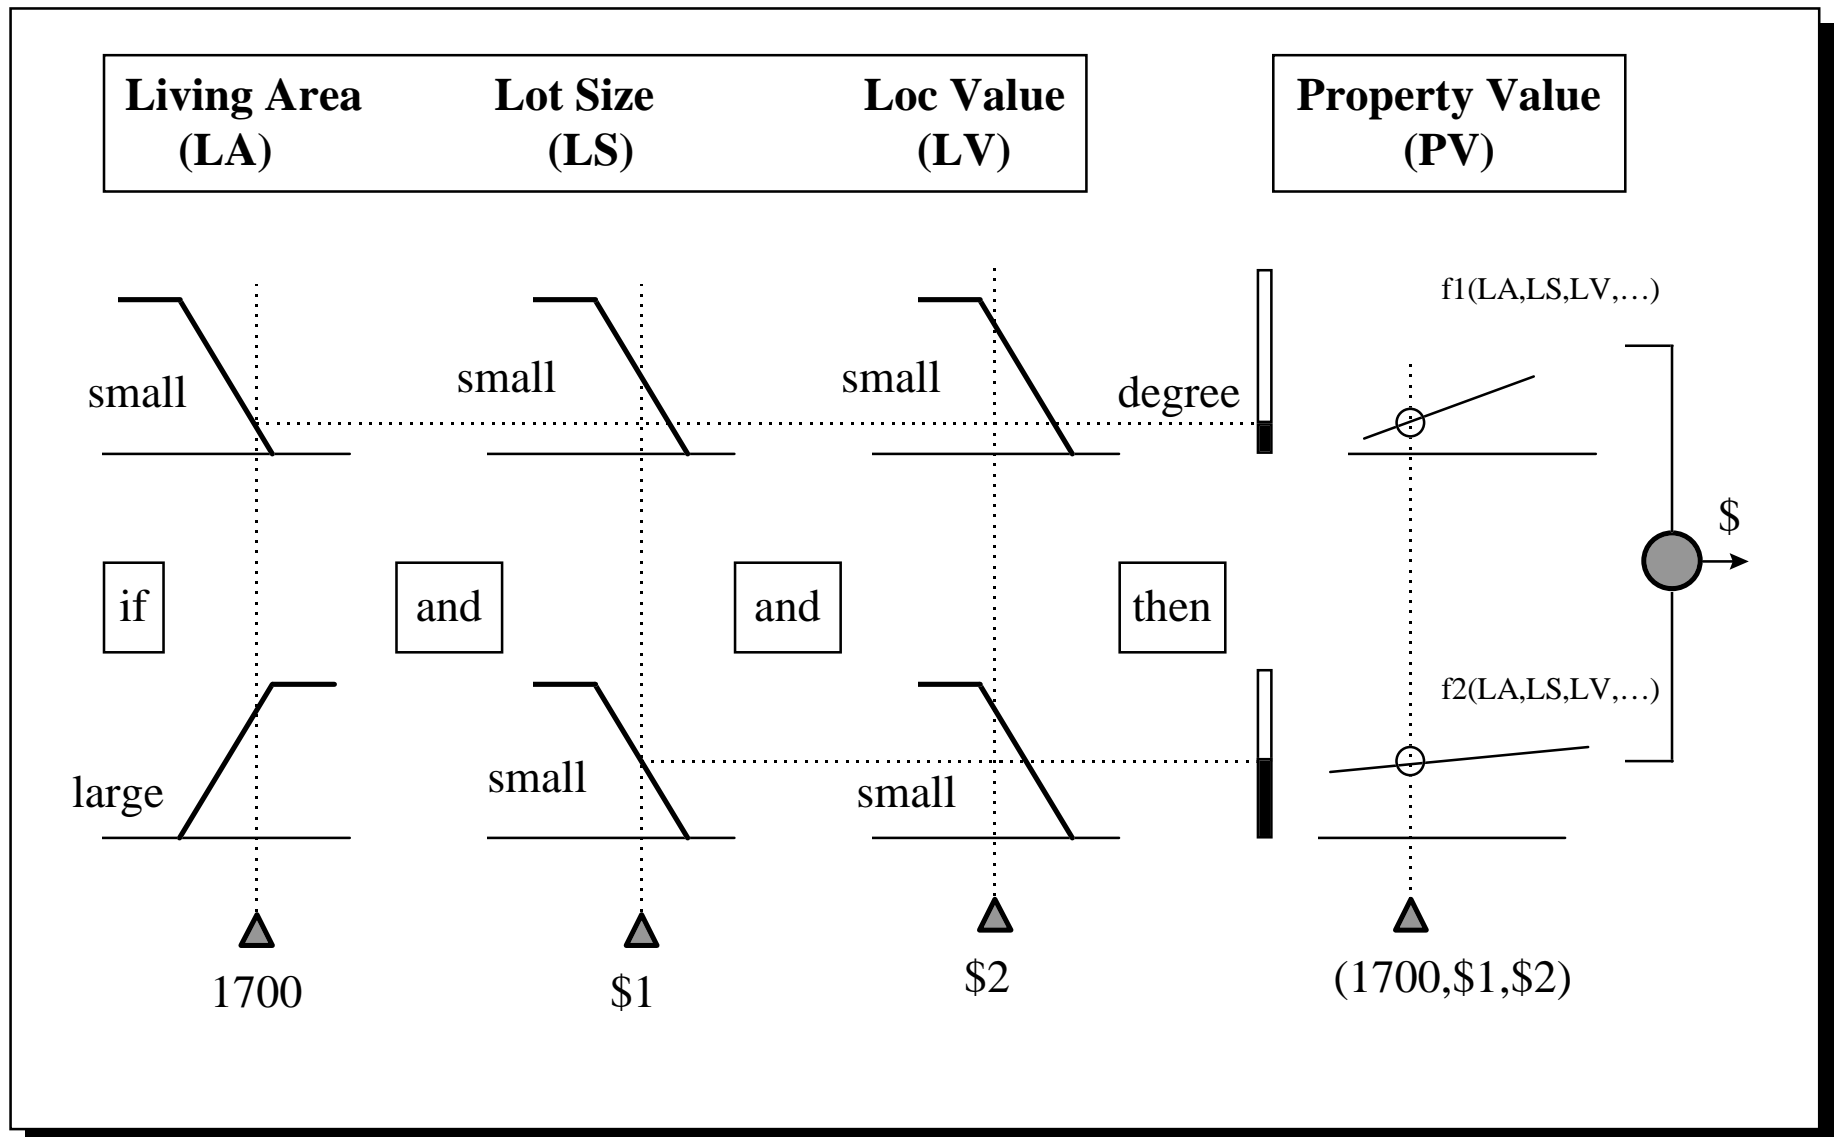 Living Area
(LA)
Lot Size
(LS)
Loc Value
(LV)
Property Value
(PV)
f1(LA,LS,LV,…)
small
small
small
degree
$
if
and
and
then
f2(LA,LS,LV,…)
large
small
small
1700
$1
$2
(1700,$1,$2)